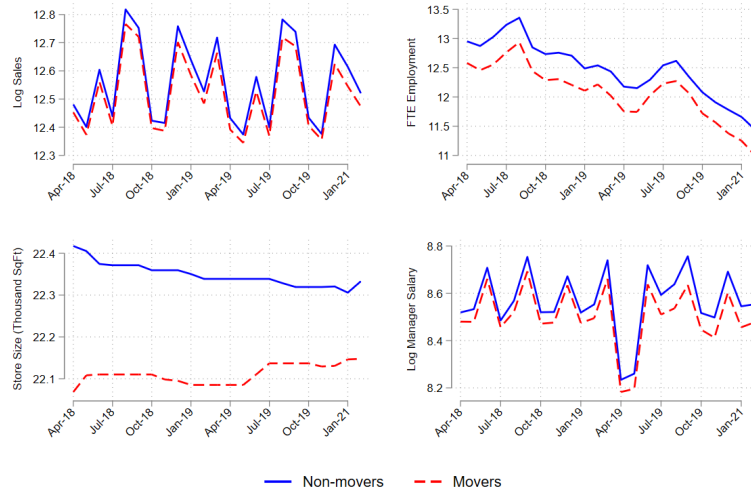 Log Sales
12.8
12.7
12.6
12.5
12.4
12.3
Apr-18 Jul-18 Oct-18 Jan-19 Apr-19 Jul-19 Oct-19 Jan-21
FTE Employment
13.5
13
12.5
12
11.5
11
Apr-18 Jul-18 Oct-18 Jan-19 Apr-19 Jul-19 Oct-19 Jan-21
Store Size (Thousand SqFt)
22.4
22.3
22.2
22.1
Apr-18 Jul-18 Oct-18 Jan-19 Apr-19 Jul-19 Oct-19 Jan-21
Log Manager Salary
8.8
8.6
8.4
8.2
Apr-18 Jul-18 Oct-18 Jan-19 Apr-19 Jul-19 Oct-19 Jan-21
Non-movers Movers